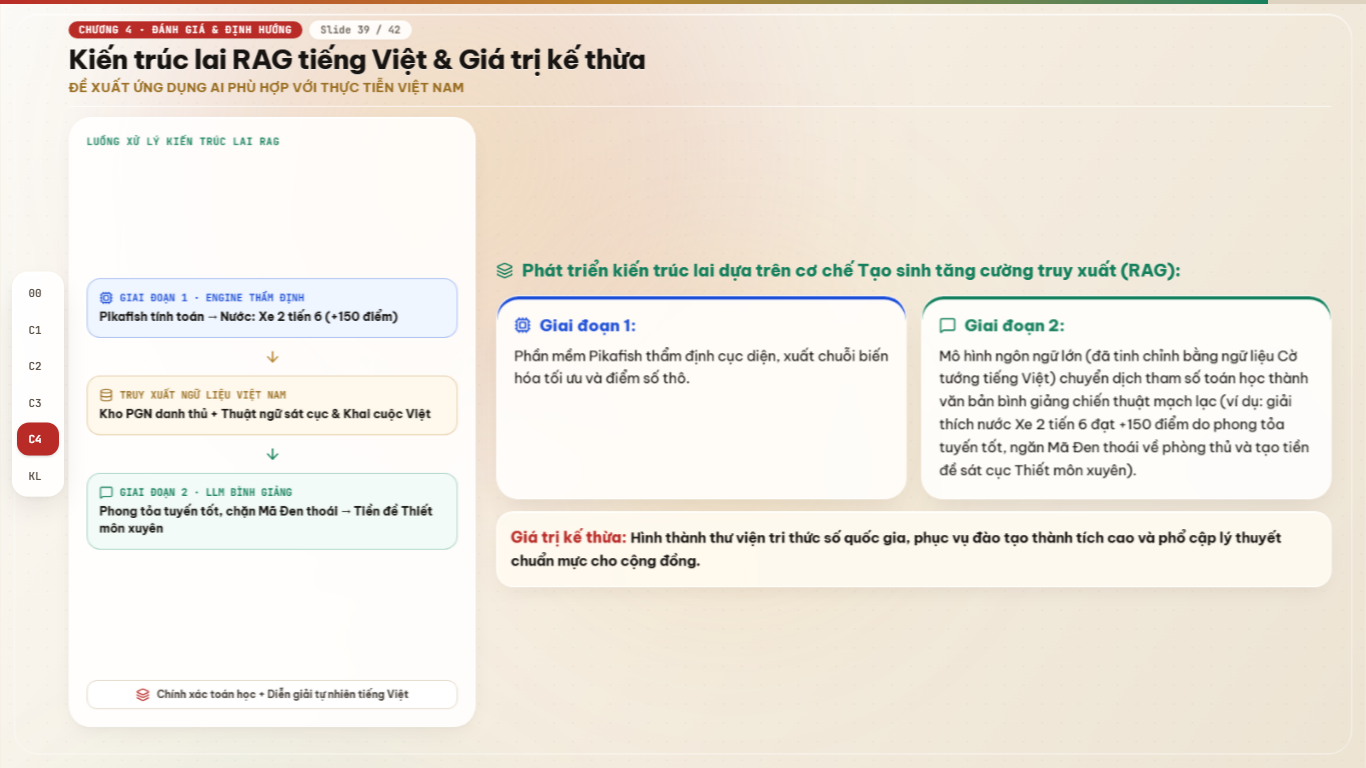 CHƯƠNG 4 · ĐÁNH GIÁ & ĐỊNH HƯỚNG
Slide 39 / 42
Kiến trúc lai RAG tiếng Việt & Giá trị kế thừa
ĐỀ XUẤT ỨNG DỤNG AI PHÙ HỢP VỚI THỰC TIỄN VIỆT NAM
00
C1
C2
C3
C4
KL
LUỒNG XỬ LÝ KIẾN TRÚC LAI RAG
GIAI ĐOẠN 1 · ENGINE THẨM ĐỊNH
Pikafish tính toán → Nước: Xe 2 tiến 6 (+150 điểm)
↓
TRUY XUẤT NGỮ LIỆU VIỆT NAM
Kho PGN danh thủ + Thuật ngữ sát cục & Khai cuộc Việt
↓
GIAI ĐOẠN 2 · LLM BÌNH GIẢNG
Phong tỏa tuyến tốt, chặn Mã Đen thoái → Tiền đề Thiết
môn xuyên
Chính xác toán học + Diễn giải tự nhiên tiếng Việt
Phát triển kiến trúc lai dựa trên cơ chế Tạo sinh tăng cường truy xuất (RAG):
Giai đoạn 1:
Phần mềm Pikafish thẩm định cục diện, xuất chuỗi biến
hóa tối ưu và điểm số thô.
Giai đoạn 2:
Mô hình ngôn ngữ lớn (đã tinh chỉnh bằng ngữ liệu Cờ
tướng tiếng Việt) chuyển dịch tham số toán học thành
văn bản bình giảng chiến thuật mạch lạc (ví dụ: giải
thích nước Xe 2 tiến 6 đạt +150 điểm do phong tỏa
tuyến tốt, ngăn Mã Đen thoái về phòng thủ và tạo tiền
đề sát cục Thiết môn xuyên).
Giá trị kế thừa: Hình thành thư viện tri thức số quốc gia, phục vụ đào tạo thành tích cao và phổ cập lý thuyết
chuẩn mực cho cộng đồng.